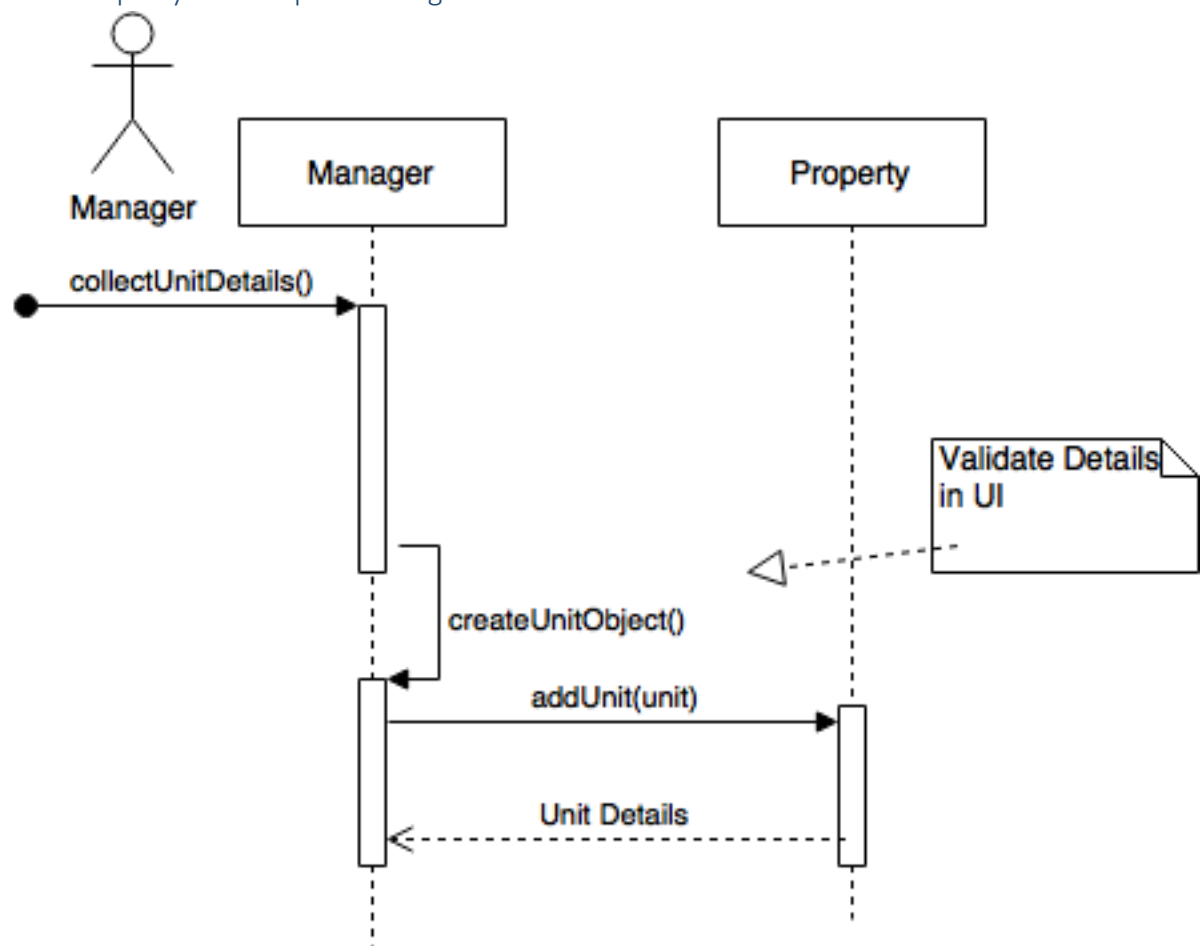 Manager
Manager
Property
collectUnitDetails()
Validate Details
in UI
createUnitObject()
addUnit(unit)
Unit Details